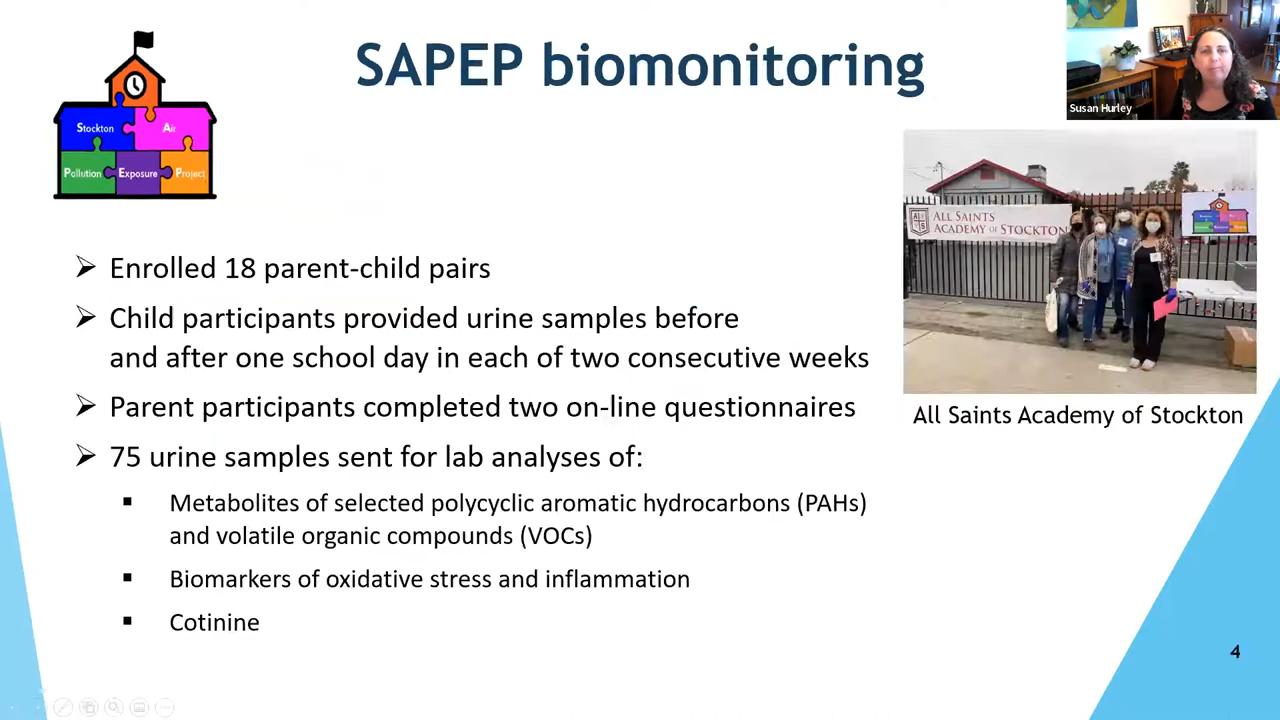 SAPEP biomonitoring
Susan Hurley
Stockton
Air
Pollution
Exposure
Project
ALL SAINTS
ACADEMY OF STOCKTON
➢ Enrolled 18 parent-child pairs
➢ Child participants provided urine samples before
and after one school day in each of two consecutive weeks
➢ Parent participants completed two on-line questionnaires
➢ 75 urine samples sent for lab analyses of:
▪ Metabolites of selected polycyclic aromatic hydrocarbons (PAHs)
and volatile organic compounds (VOCs)
▪ Biomarkers of oxidative stress and inflammation
▪ Cotinine
All Saints Academy of Stockton
4